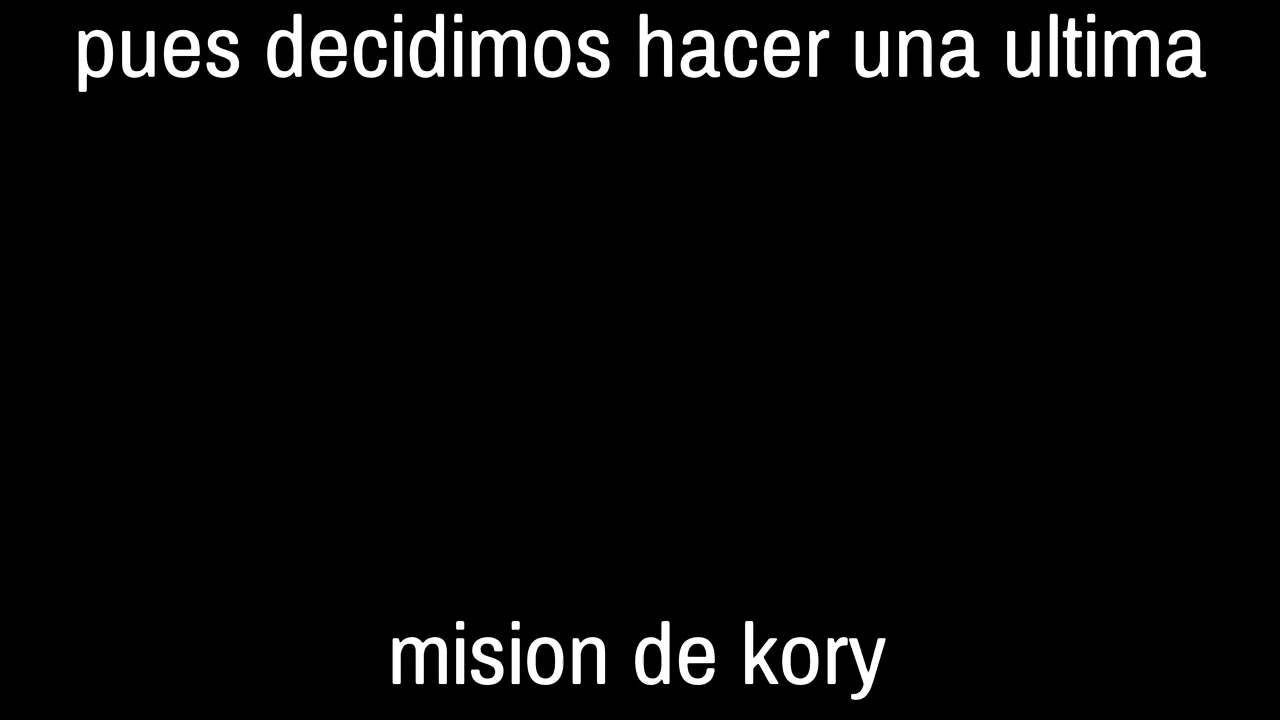 pues decidimos hacer una ultima
mision de kory